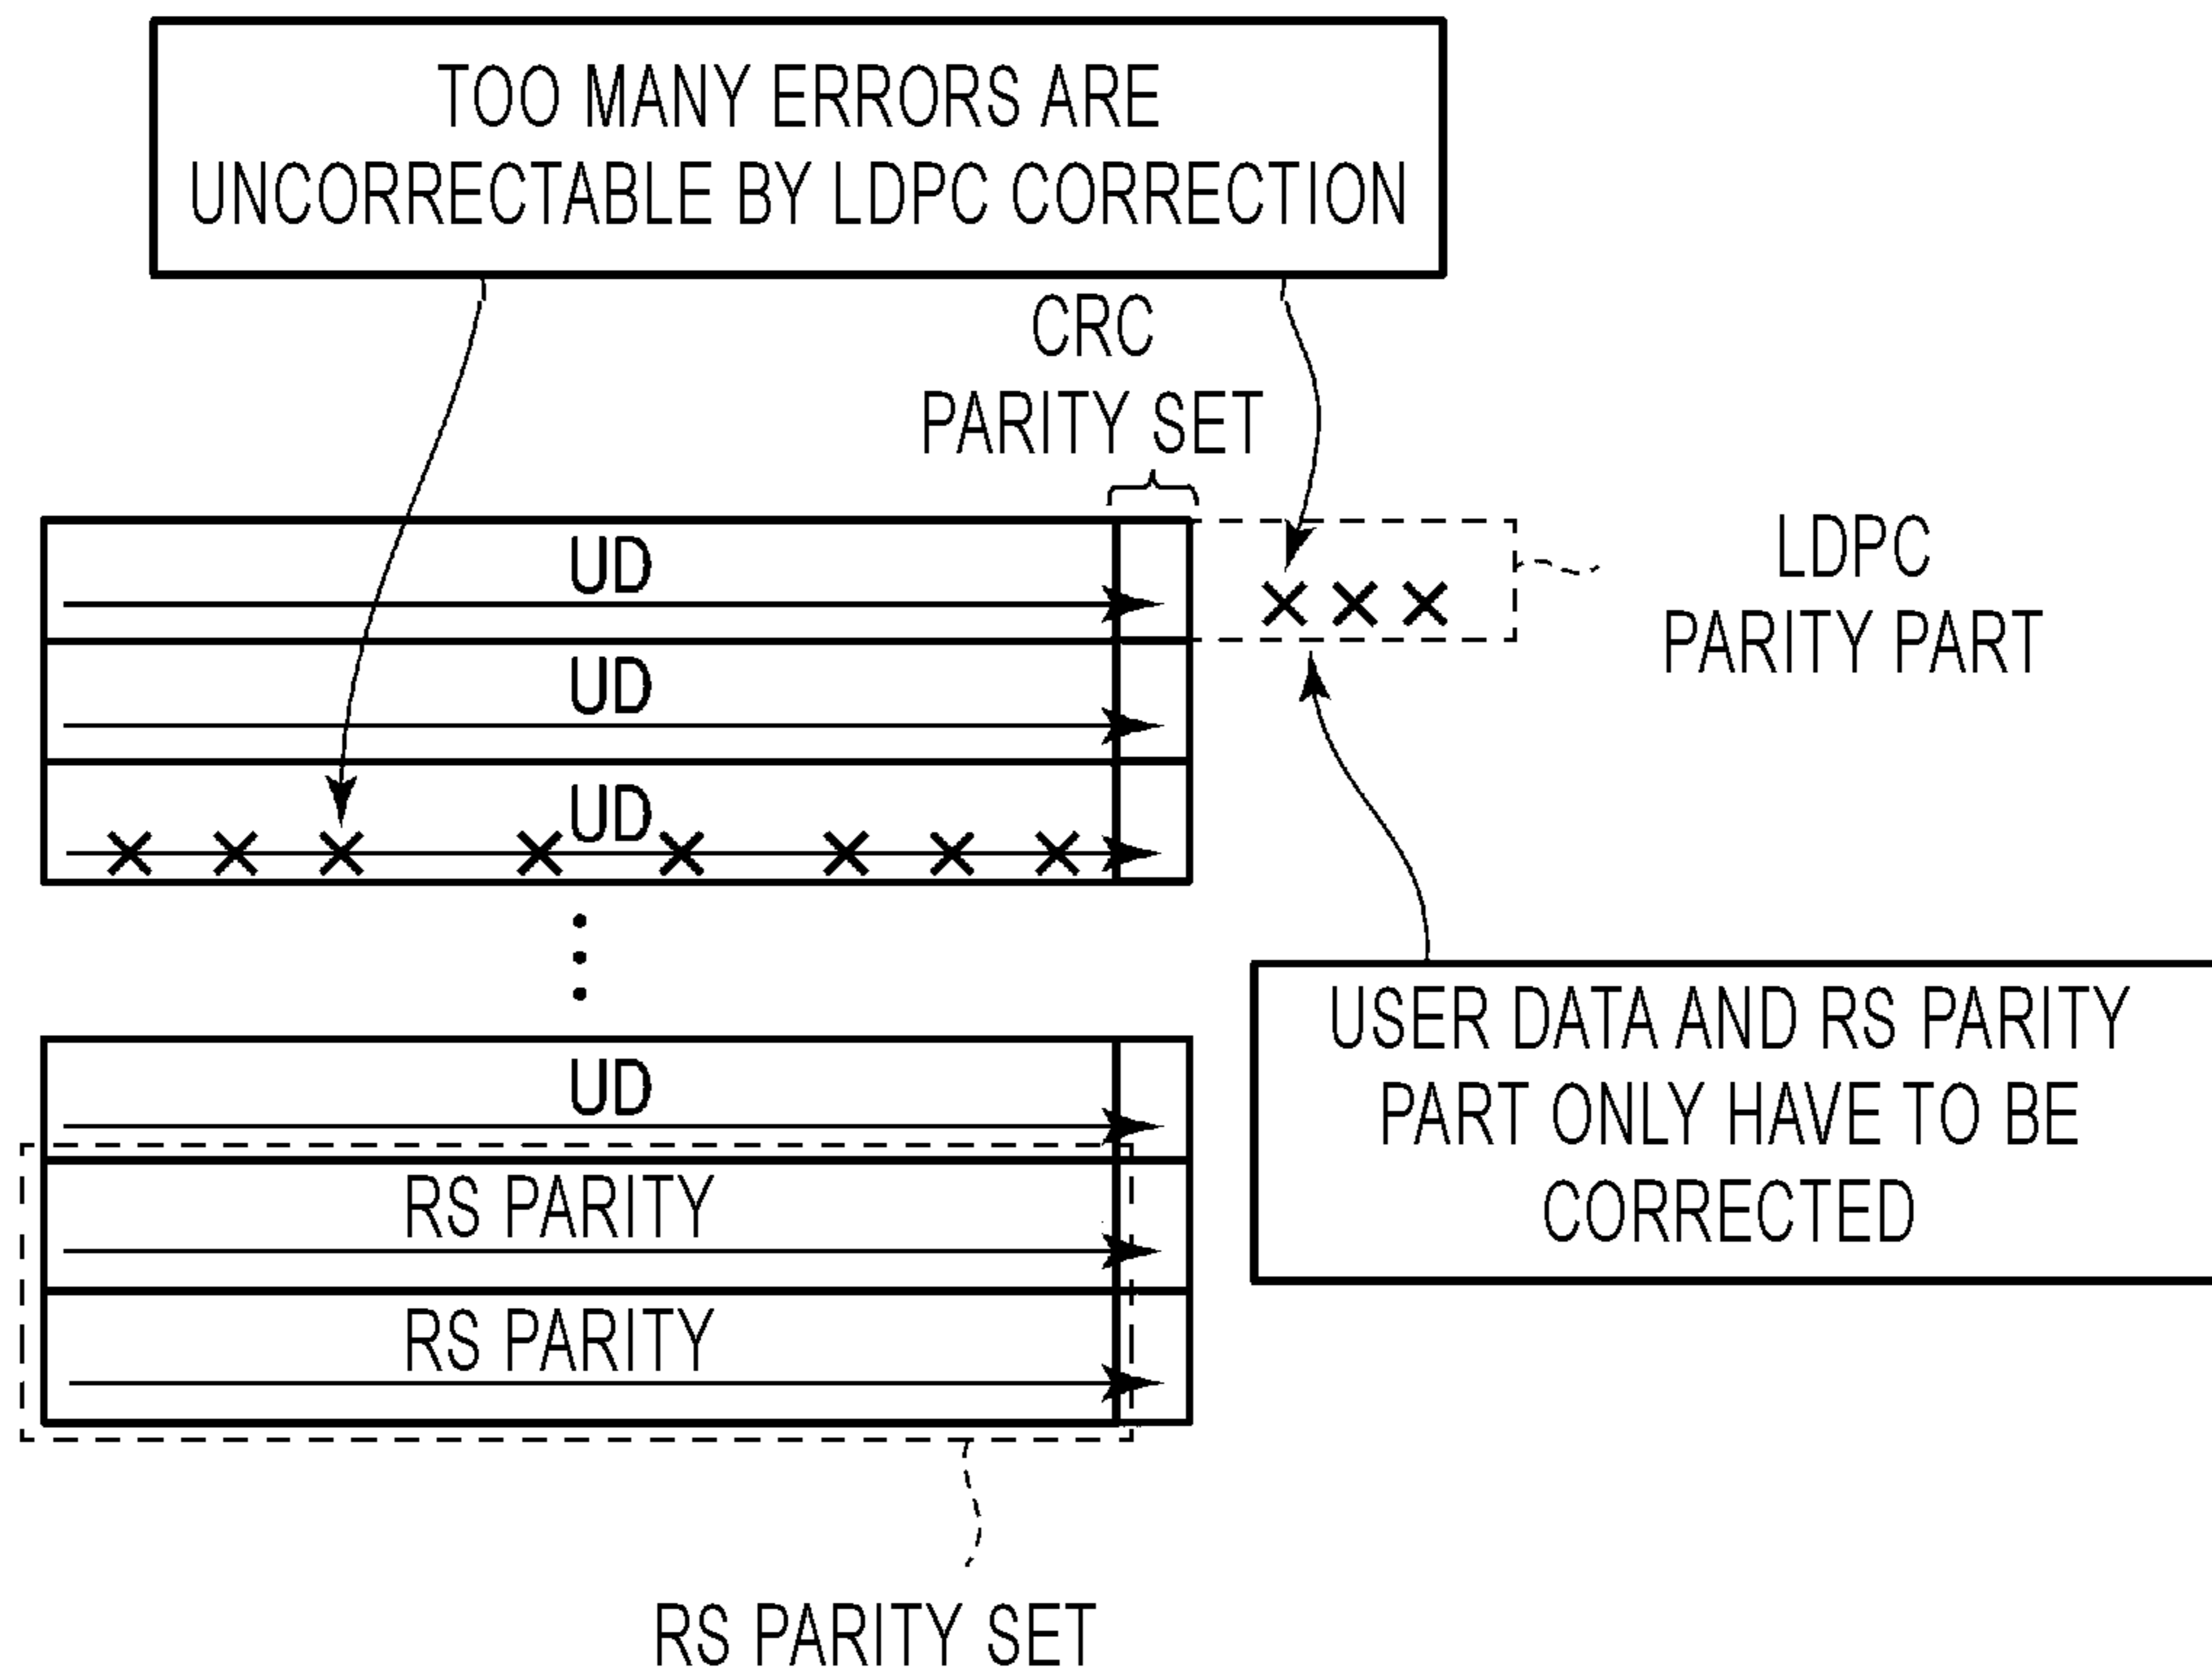 TOO MANY ERRORS ARE
UNCORRECTABLE BY LDPC CORRECTION
CRC
PARITY SET
UD
LDPC
PARITY PART
UD
UD
USER DATA AND RS PARITY
PART ONLY HAVE TO BE
CORRECTED
UD
RS PARITY
RS PARITY
RS PARITY SET